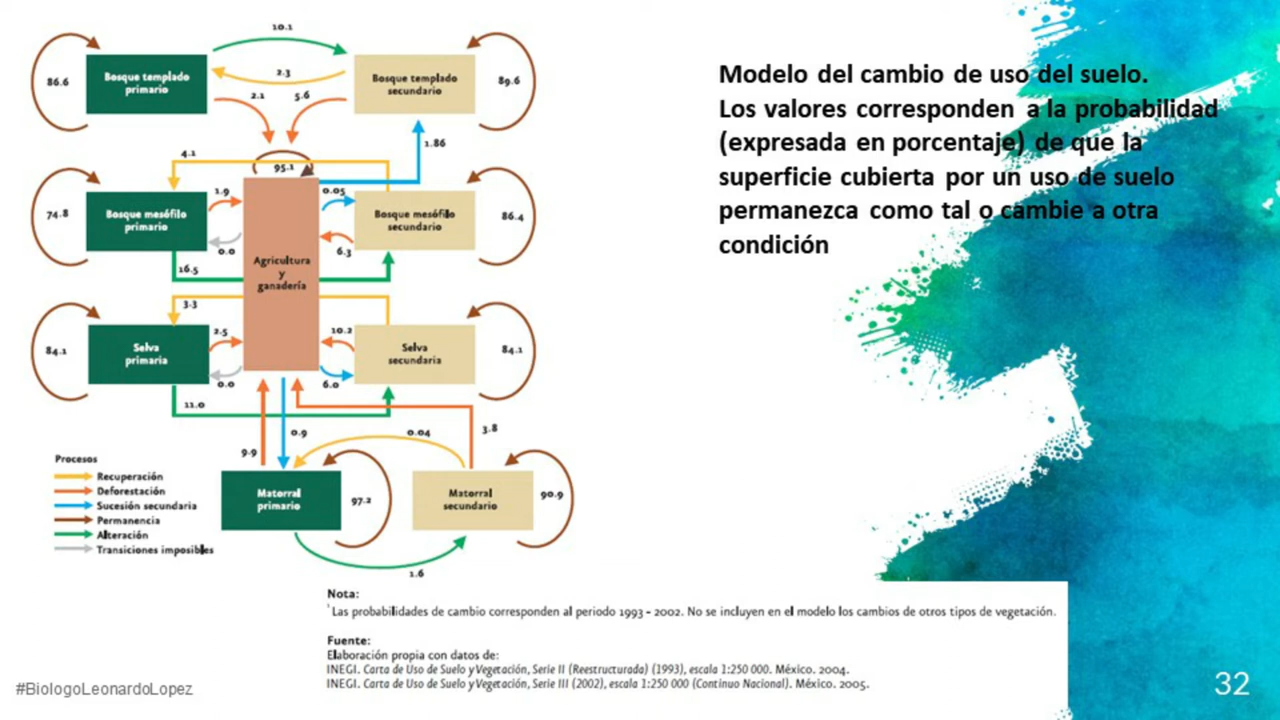 10.1
86.6
Bosque templado
primario
2.3
Bosque templado
secundario
89.6
2.1
5.6
1.86
4.1
95.1
74.8
Bosque mesófilo
primario
1.9
0.0
0.05
6.3
Bosque mesófilo
secundario
86.4
16.5
Agricultura
y
ganadería
3.3
84.1
Selva
primaria
2.5
0.0
10.2
6.0
Selva
secundaria
84.1
11.0
9.9
0.9
0.04
3.8
Matorral
primario
97.2
Matorral
secundario
90.9
1.6
Procesos
Recuperación
Deforestación
Sucesión secundaria
Permanencia
Alteración
Transiciones imposibles
Modelo del cambio de uso del suelo.
Los valores corresponden a la probabilidad
(expresada en porcentaje) de que la
superficie cubierta por un uso de suelo
permanezca como tal o cambie a otra
condición
Nota:
¹ Las probabilidades de cambio corresponden al periodo 1993 - 2002. No se incluyen en el modelo los cambios de otros tipos de vegetación.
Fuente:
Elaboración propia con datos de:
INEGI. Carta de Uso de Suelo y Vegetación, Serie II (Reestructurada) (1993), escala 1:250 000. México. 2004.
INEGI. Carta de Uso de Suelo y Vegetación, Serie III (2002), escala 1:250 000 (Continuo Nacional). México. 2005.
#BiologoLeonardoLopez
32